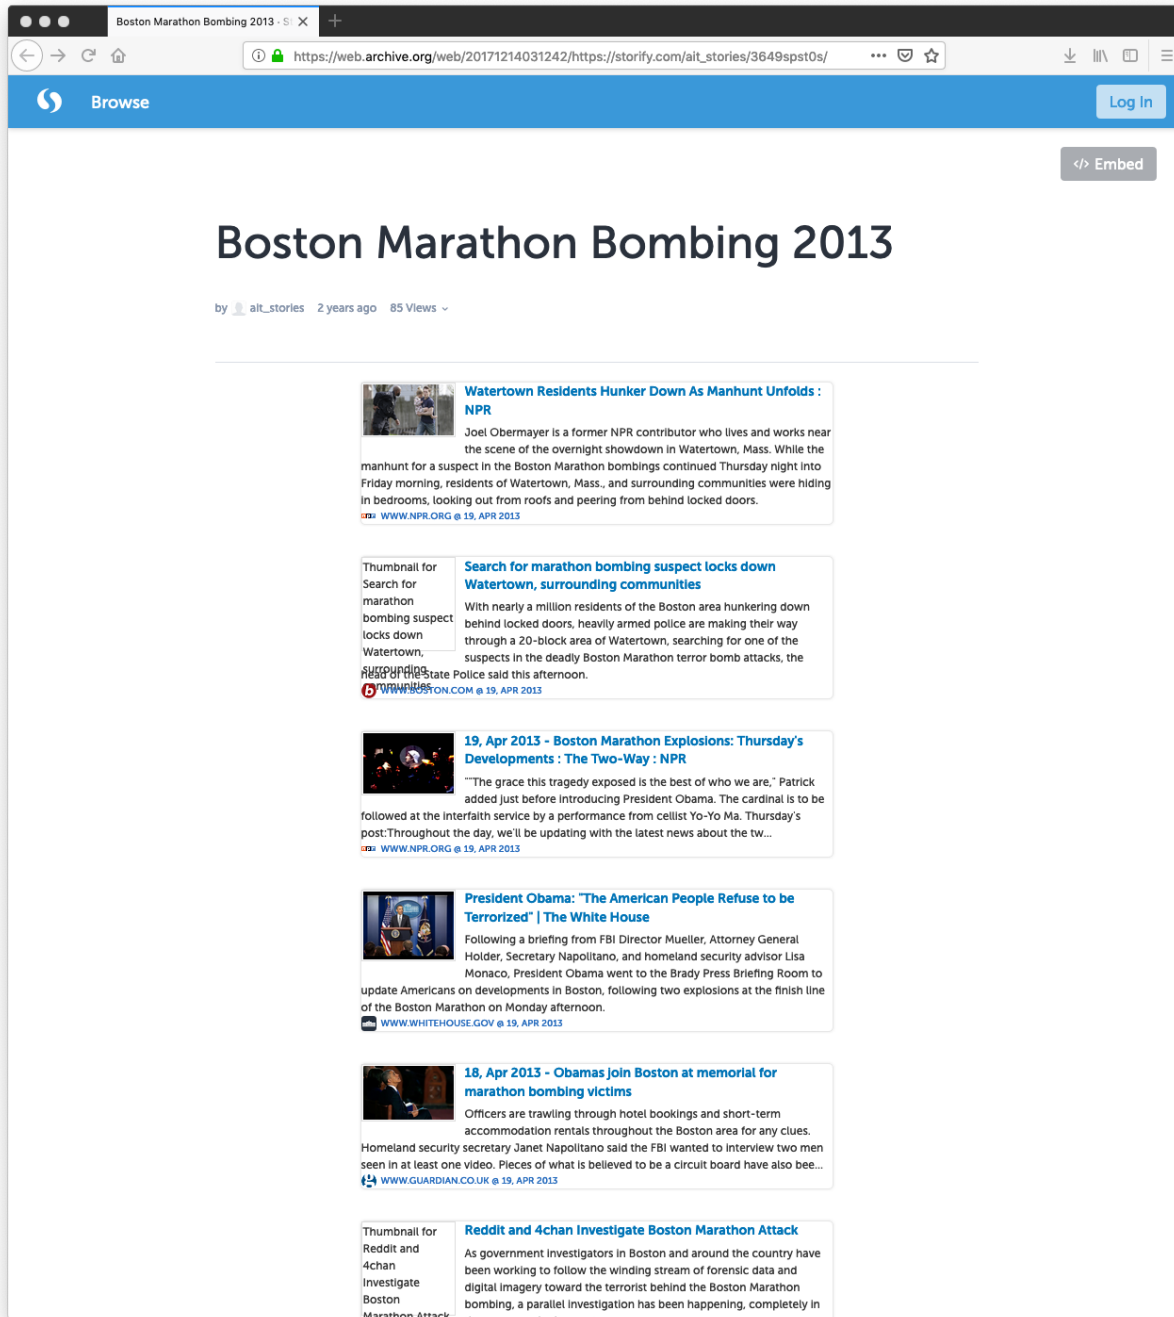 Boston Marathon Bombing 2013 - S
https://web.archive.org/web/20171214031242/https://storify.com/ait_stories/3649spst0s/
Browse
Log In
</> Embed
Boston Marathon Bombing 2013
by ait_stories 2 years ago 85 Views
Watertown Residents Hunker Down As Manhunt Unfolds :
NPR
Joel Obermayer is a former NPR contributor who lives and works near
the scene of the overnight showdown in Watertown, Mass. While the
manhunt for a suspect in the Boston Marathon bombings continued Thursday night into
Friday morning, residents of Watertown, Mass., and surrounding communities were hiding
in bedrooms, looking out from roofs and peering from behind locked doors.
WWW.NPR.ORG @ 19, APR 2013
Thumbnail for
Search for
marathon
bombing suspect
locks down
Watertown,
surrounding
communities
Search for marathon bombing suspect locks down
Watertown, surrounding communities
With nearly a million residents of the Boston area hunkering down
behind locked doors, heavily armed police are making their way
through a 20-block area of Watertown, searching for one of the
suspects in the deadly Boston Marathon terror bomb attacks, the
head of the State Police said this afternoon.
b WWW.BOSTON.COM @ 19, APR 2013
19, Apr 2013 - Boston Marathon Explosions: Thursday's
Developments : The Two-Way : NPR
""The grace this tragedy exposed is the best of who we are," Patrick
added just before introducing President Obama. The cardinal is to be
followed at the interfaith service by a performance from cellist Yo-Yo Ma. Thursday's
post:Throughout the day, we'll be updating with the latest news about the tw...
WWW.NPR.ORG @ 19, APR 2013
President Obama: "The American People Refuse to be
Terrorized" | The White House
Following a briefing from FBI Director Mueller, Attorney General
Holder, Secretary Napolitano, and homeland security advisor Lisa
Monaco, President Obama went to the Brady Press Briefing Room to
update Americans on developments in Boston, following two explosions at the finish line
of the Boston Marathon on Monday afternoon.
WWW.WHITEHOUSE.GOV @ 19, APR 2013
18, Apr 2013 - Obamas join Boston at memorial for
marathon bombing victims
Officers are trawling through hotel bookings and short-term
accommodation rentals throughout the Boston area for any clues.
Homeland security secretary Janet Napolitano said the FBI wanted to interview two men
seen in at least one video. Pieces of what is believed to be a circuit board have also bee...
WWW.GUARDIAN.CO.UK @ 19, APR 2013
Thumbnail for
Reddit and
4chan
Investigate
Boston
Marathon Attack
Reddit and 4chan Investigate Boston Marathon Attack
As government investigators in Boston and around the country have
been working to follow the winding stream of forensic data and
digital imagery toward the terrorist behind the Boston Marathon
bombing, a parallel investigation has been happening, completely in